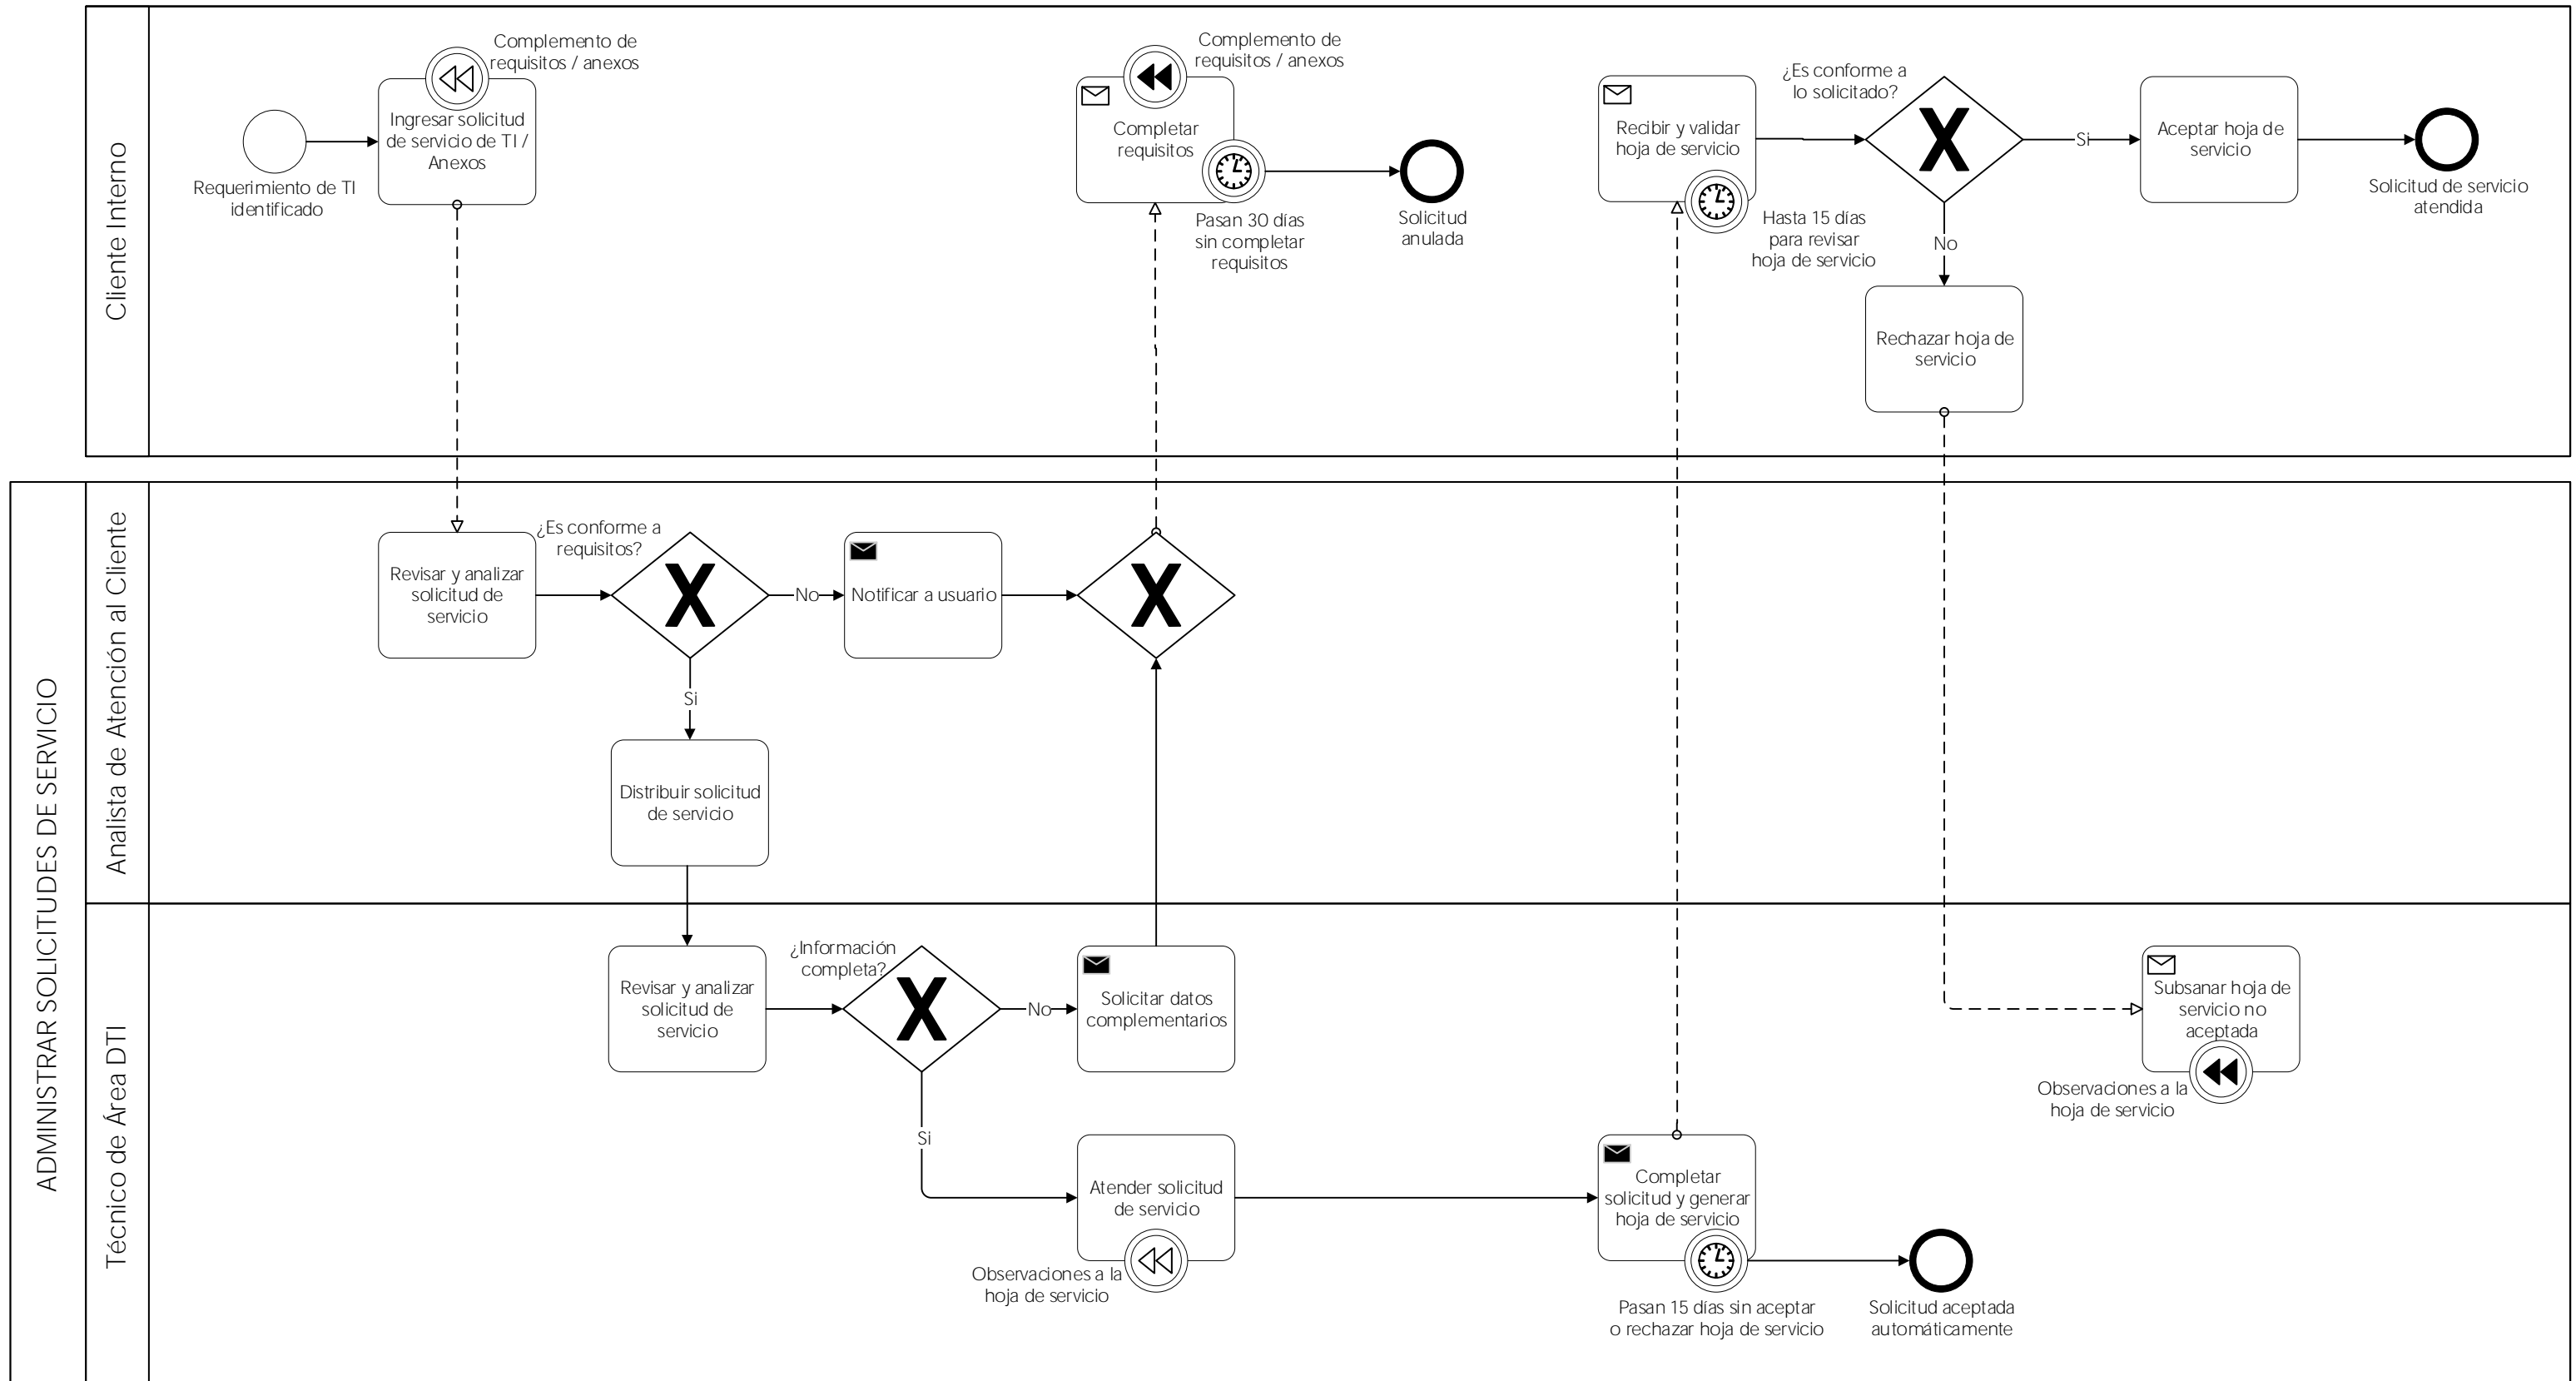 Cliente Interno
Requerimiento de TI
identificado
Complemento de
requisitos / anexos
Ingresar solicitud
de servicio de TI /
Anexos
Complemento de
requisitos / anexos
Completar
requisitos
Pasan 30 días
sin completar
requisitos
Solicitud
anulada
Recibir y validar
hoja de servicio
Hasta 15 días
para revisar
hoja de servicio
¿Es conforme a
lo solicitado?
Si
No
Aceptar hoja de
servicio
Solicitud de servicio
atendida
Rechazar hoja de
servicio
ADMINISTRAR SOLICITUDES DE SERVICIO
Analista de Atención al Cliente
Revisar y analizar
solicitud de
servicio
¿Es conforme a
requisitos?
No
Notificar a usuario
Si
Distribuir solicitud
de servicio
Técnico de Área DTI
Revisar y analizar
solicitud de
servicio
¿Información
completa?
No
Solicitar datos
complementarios
Si
Atender solicitud
de servicio
Observaciones a la
hoja de servicio
Completar
solicitud y generar
hoja de servicio
Pasan 15 días sin aceptar
o rechazar hoja de servicio
Solicitud aceptada
automáticamente
Subsanar hoja de
servicio no
aceptada
Observaciones a la
hoja de servicio